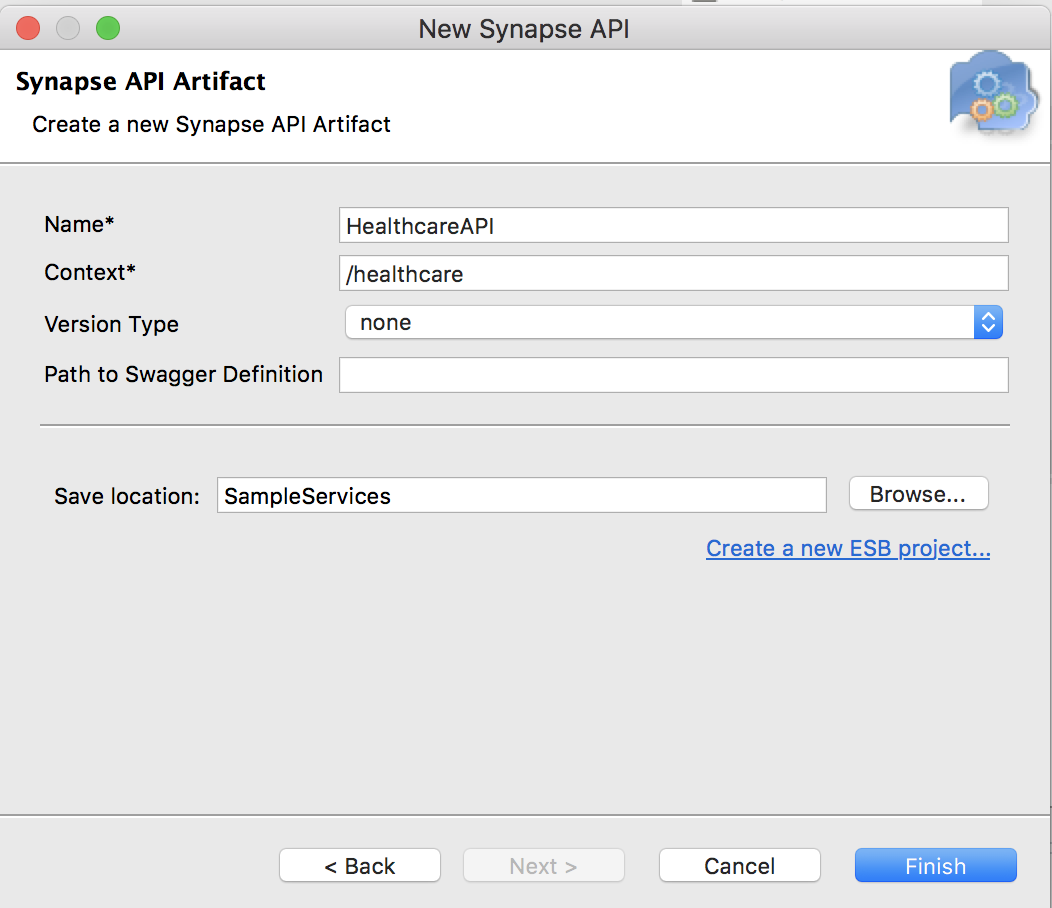 New Synapse API
Synapse API Artifact
Create a new Synapse API Artifact
Name* HealthcareAPI
Context* /healthcare
Version Type none
Path to Swagger Definition
Save location: SampleServices Browse...
Create a new ESB project...
< Back Next > Cancel Finish